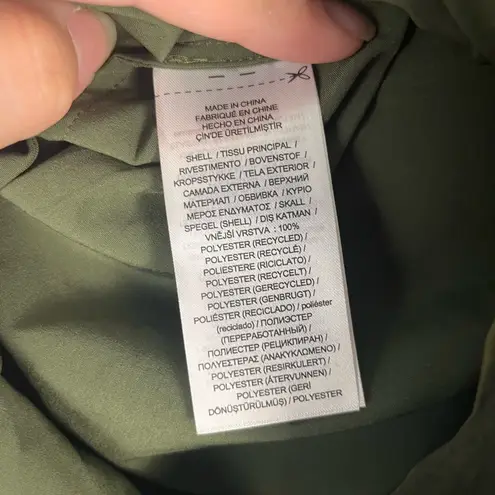 MADE IN CHINA
FABRIQUÉ EN CHINE
HECHO EN CHINA
ÇİN'DE ÜRETİLMİŞTİR
SHELL / TISSU PRINCIPAL /
RIVESTIMENTO / BOVENSTOF /
KROPSSTYKKE / TELA EXTERIOR /
CAMADA EXTERNA / ВЕРХНИЙ
МАТЕРИАЛ / ОБВИВКА / ΚΥΡΙΟ
ΜΕΡΟΣ ΕΝΔΥΜΑΤΟΣ / SKALL /
SPEGEL (SHELL) / DIŞ KATMAN /
VNĚJŠÍ VRSTVA : 100%
POLYESTER (RECYCLED) /
POLYESTER (RECYCLÉ) /
POLIESTERE (RICICLATO) /
POLYESTER (RECYCELT) /
POLYESTER (GERECYCLED) /
POLYESTER (GENBRUGT) /
POLIÉSTER (RECICLADO) / poliéster
(reciclado) / ПОЛИЭСТЕР
(ПЕРЕРАБОТАННЫЙ) /
ПОЛИЕСТЕР (РЕЦИКЛИРАН) /
ΠΟΛΥΕΣΤΕΡΑΣ (ΑΝΑΚΥΚΛΩΜΕΝΟ) /
POLYESTER (RESIRKULERT) /
POLYESTER (ÅTERVUNNEN) /
POLYESTER (GERİ
DÖNÜŞTÜRÜLMÜŞ) / POLYESTER